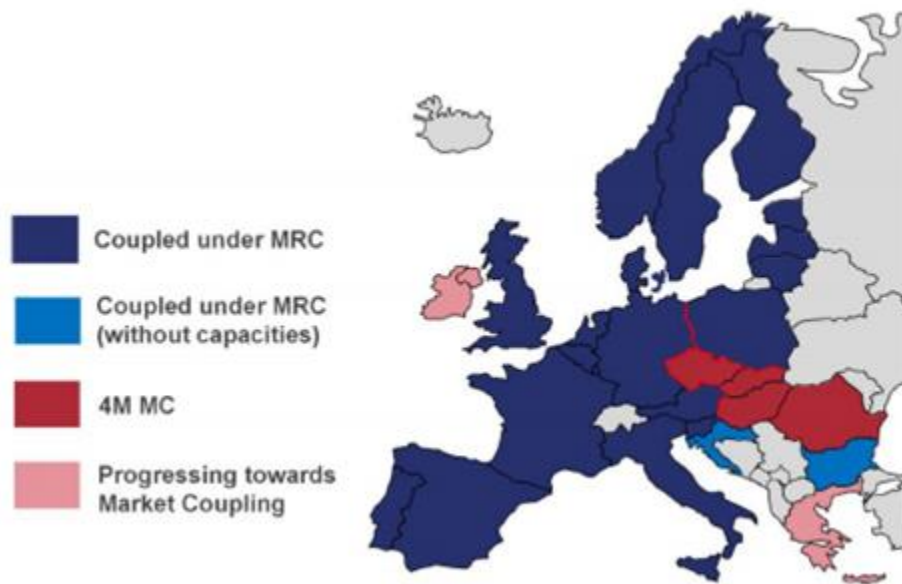 Coupled under MRC
Coupled under MRC
(without capacities)
4M MC
Progressing towards
Market Coupling